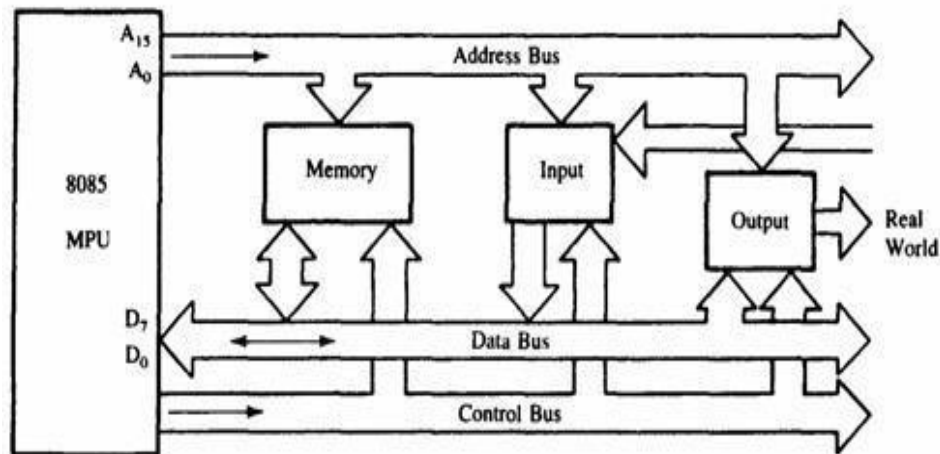 A15
A0
Address Bus
8085
MPU
Memory
Input
Output
Real
World
D7
D0
Data Bus
Control Bus